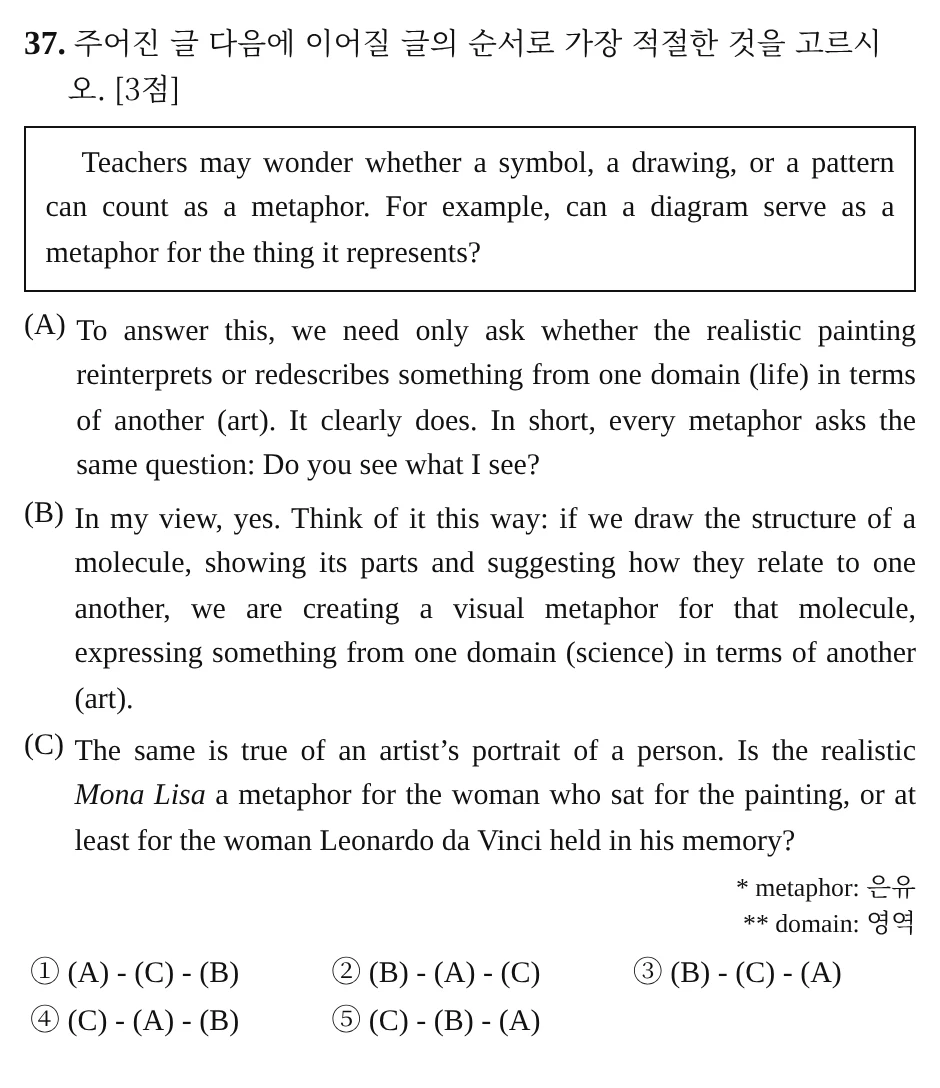 37. 주어진 글 다음에 이어질 글의 순서로 가장 적절한 것을 고르시
오. [3점]
Teachers may wonder whether a symbol, a drawing, or a pattern
can count as a metaphor. For example, can a diagram serve as a
metaphor for the thing it represents?
(A) To answer this, we need only ask whether the realistic painting
reinterprets or redescribes something from one domain (life) in terms
of another (art). It clearly does. In short, every metaphor asks the
same question: Do you see what I see?
(B) In my view, yes. Think of it this way: if we draw the structure of a
molecule, showing its parts and suggesting how they relate to one
another, we are creating a visual metaphor for that molecule,
expressing something from one domain (science) in terms of another
(art).
(C) The same is true of an artist’s portrait of a person. Is the realistic
Mona Lisa a metaphor for the woman who sat for the painting, or at
least for the woman Leonardo da Vinci held in his memory?
* metaphor: 은유
** domain: 영역
① (A) - (C) - (B) ② (B) - (A) - (C) ③ (B) - (C) - (A)
④ (C) - (A) - (B) ⑤ (C) - (B) - (A)